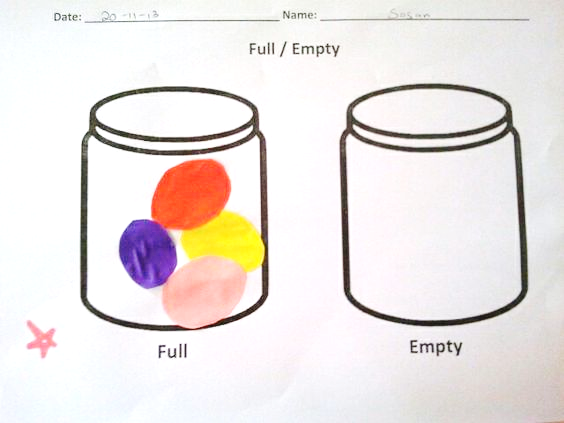 Date: 20-11-13 Name: Sosan
Full / Empty
Full Empty